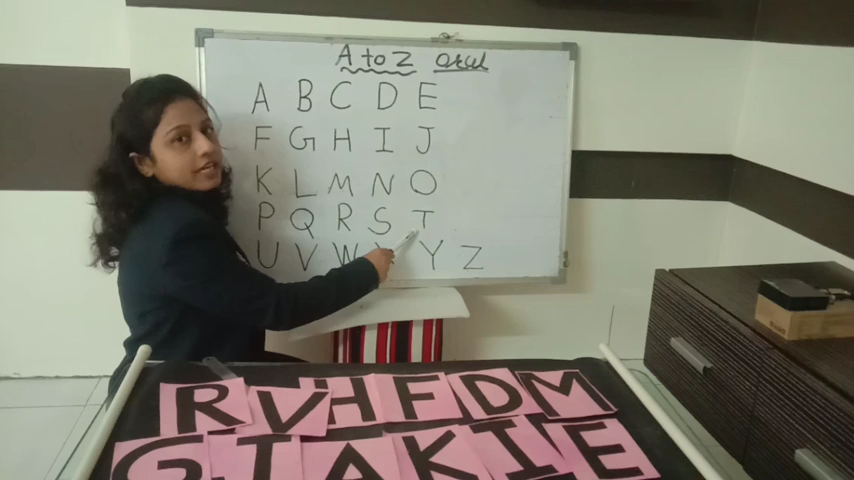 A to Z oral
A B C D E
F G H I J
K L M N O
P Q R S T
U V W X Y Z
R V H F D M
G T A K I E